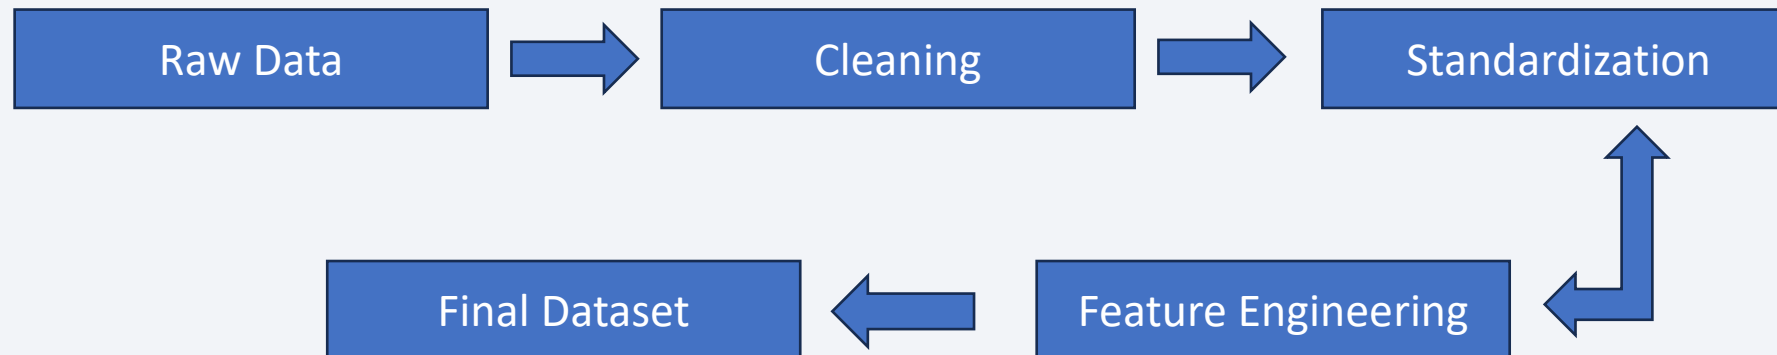 Raw Data
Cleaning
Standardization
Feature Engineering
Final Dataset